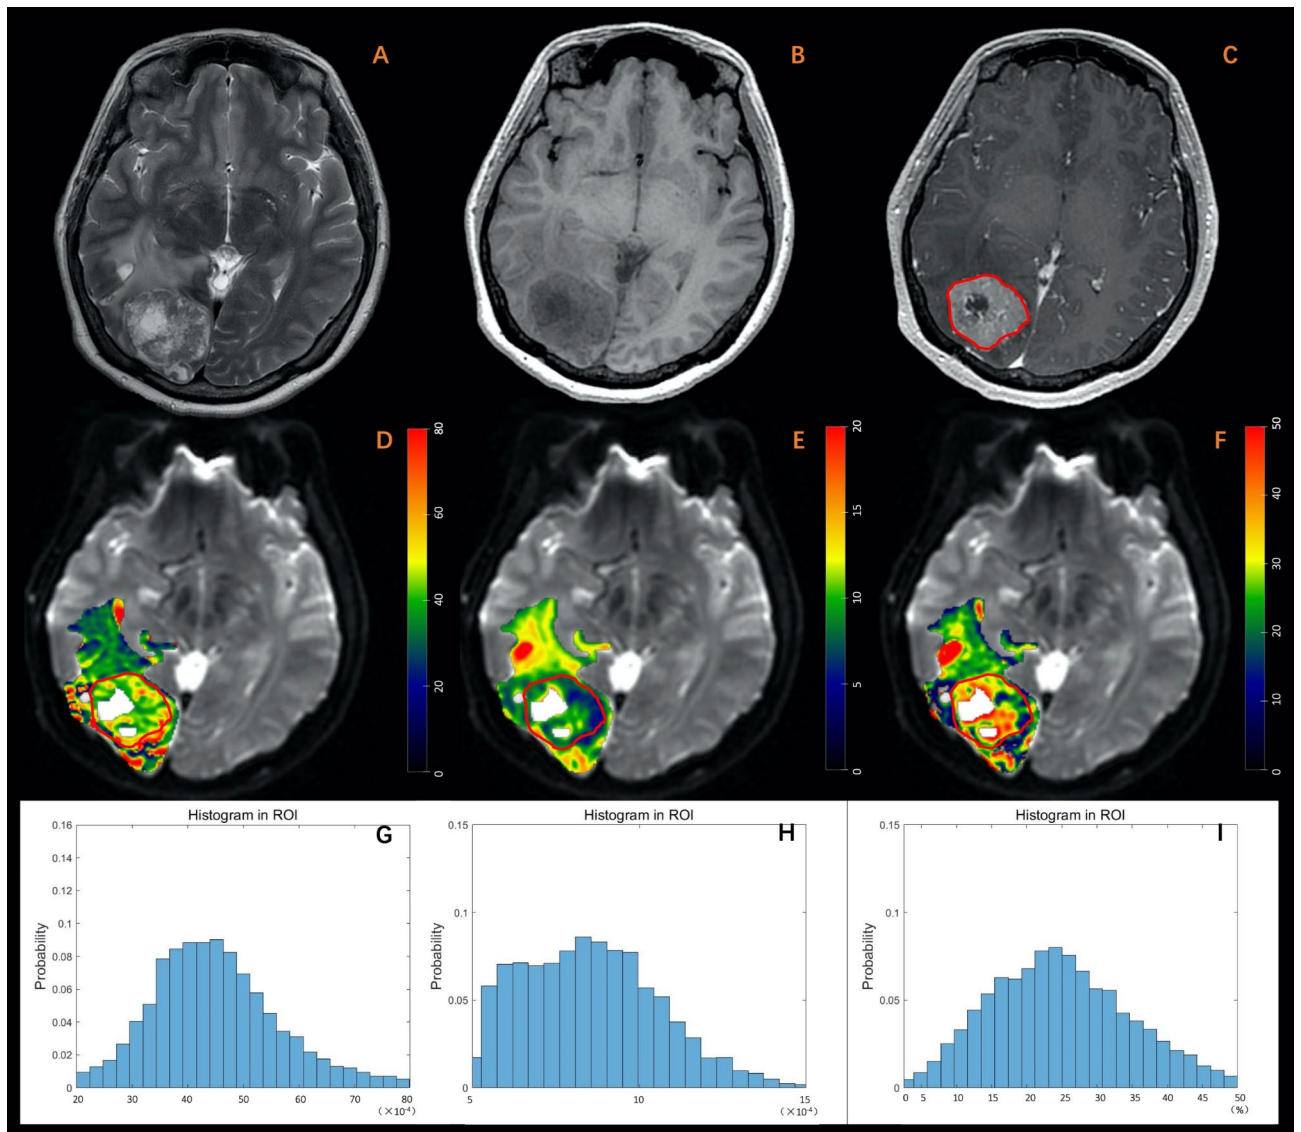 A
B
C
D
80
60
40
20
0
E
20
15
10
5
0
F
50
40
30
20
10
0
Histogram in ROI
G
0.16
0.14
0.12
0.1
0.08
0.06
0.04
0.02
0
Probability
20 30 40 50 60 70 80
(×10⁻⁴)
Histogram in ROI
H
0.15
0.1
0.05
0
Probability
5 10 15
(×10⁻⁴)
Histogram in ROI
I
0.15
0.1
0.05
0
Probability
0 5 10 15 20 25 30 35 40 45 50
(%)